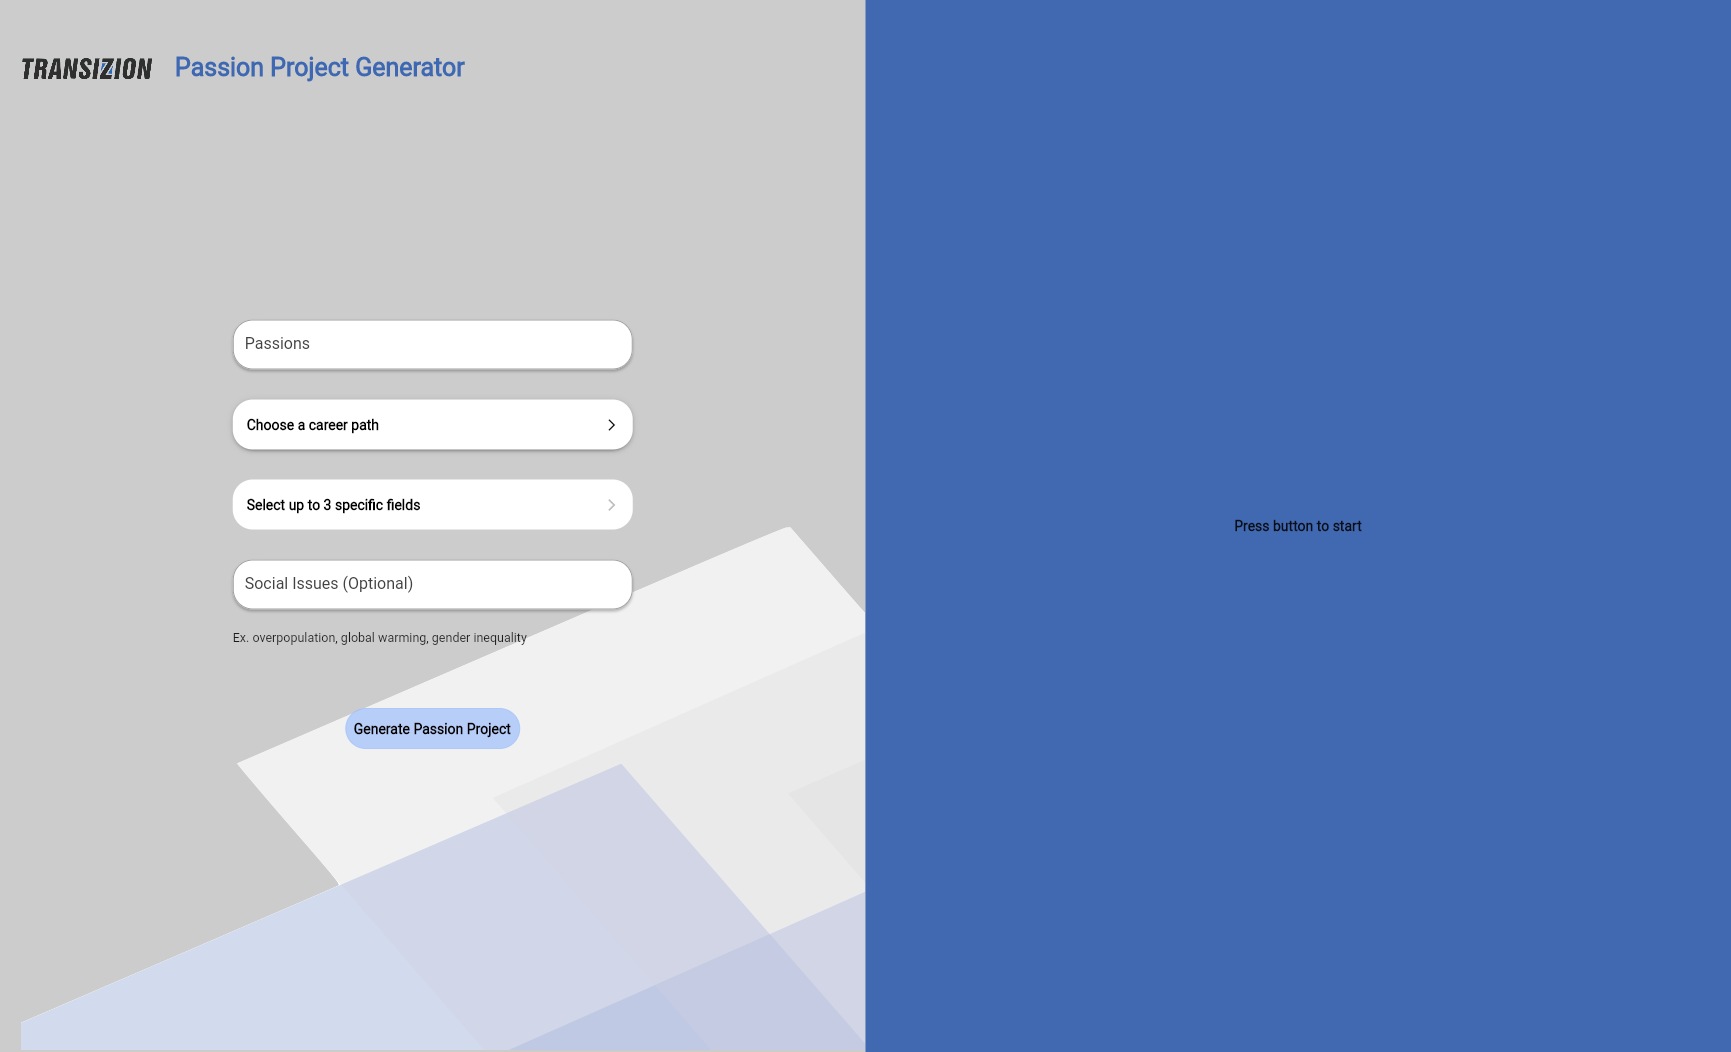 TRANSIZION Passion Project Generator
Passions
Choose a career path
Select up to 3 specific fields
Press button to start
Social Issues (Optional)
Ex. overpopulation, global warming, gender inequality
Generate Passion Project